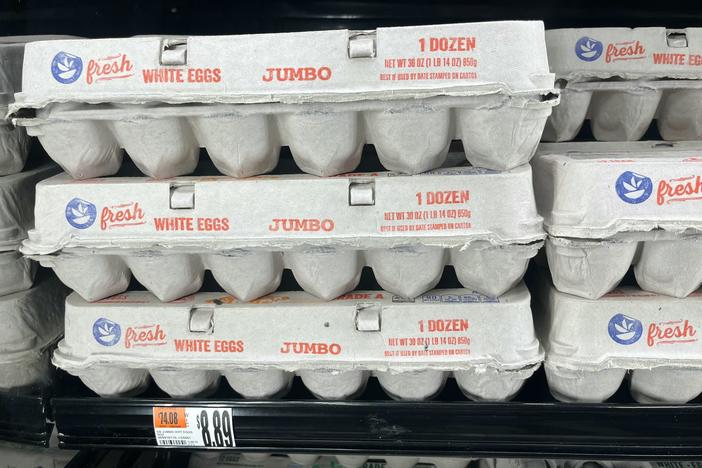 fresh
WHITE EGGS
JUMBO
1 DOZEN
NET WT 30 OZ (1 LB 14 OZ) 850g
BEST IF USED BY DATE STAMPED ON CARTON
fresh
WHITE
fresh
WHITE EGGS
JUMBO
1 DOZEN
NET WT 30 OZ (1 LB 14 OZ) 850g
BEST IF USED BY DATE STAMPED ON CARTON
fresh
GRADE A
fresh
WHITE EGGS
JUMBO
1 DOZEN
NET WT 30 OZ (1 LB 14 OZ) 850g
BEST IF USED BY DATE STAMPED ON CARTON
fresh
74.08
$8.89